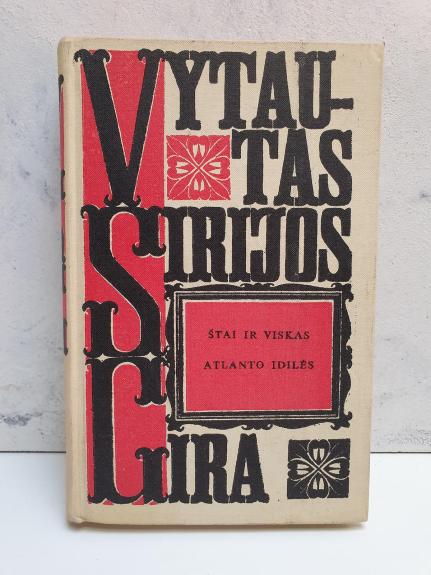 VYTAU-
TAS
SIRIJOS
ŠTAI IR VISKAS
ATLANTO IDILĖS
GIRA